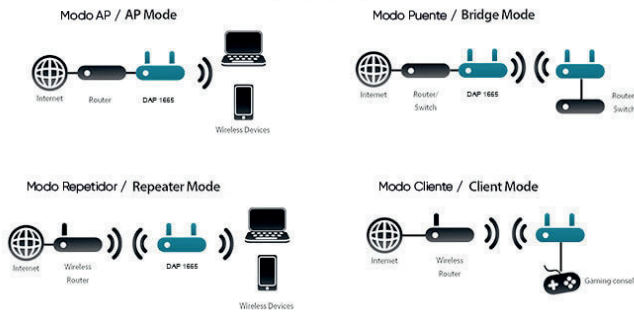 Modo AP / AP Mode
Internet
Router
DAP 1665
Wireless Devices
Modo Puente / Bridge Mode
Internet
Router/
Switch
DAP 1665
Router
Switch
Modo Repetidor / Repeater Mode
Internet
Wireless
Router
DAP 1665
Wireless Devices
Modo Cliente / Client Mode
Internet
Wireless
Router
Gaming consol